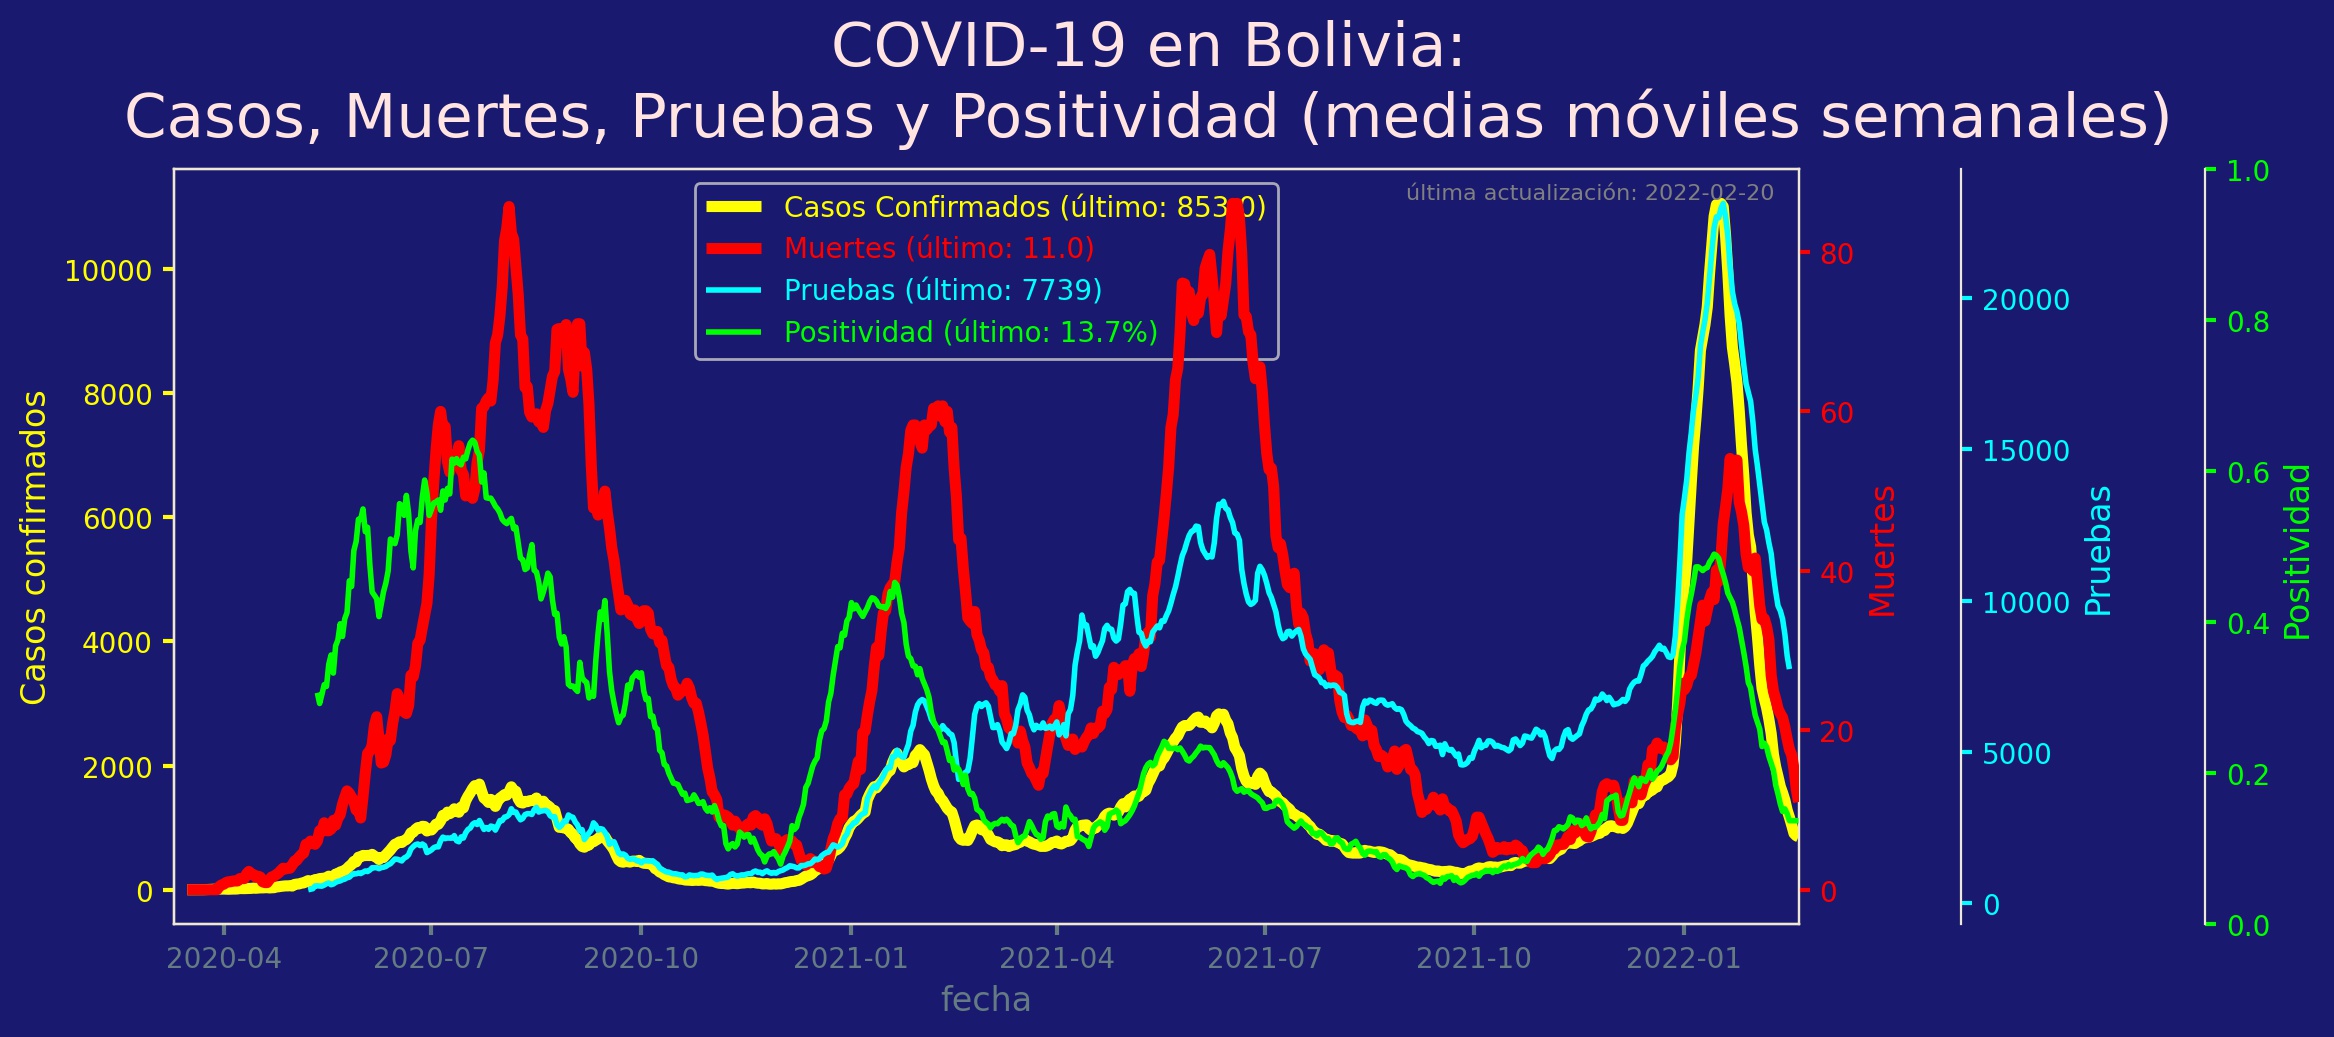 COVID-19 en Bolivia:
Casos, Muertes, Pruebas y Positividad (medias móviles semanales)
última actualización: 2022-02-20
Casos Confirmados (último: 853.0)
Muertes (último: 11.0)
Pruebas (último: 7739)
Positividad (último: 13.7%)
Casos confirmados
10000
8000
6000
4000
2000
0
2020-04 2020-07 2020-10 2021-01 2021-04 2021-07 2021-10 2022-01
fecha
80
60
40
20
0
Muertes
20000
15000
10000
5000
0
Pruebas
1.0
0.8
0.6
0.4
0.2
0.0
Positividad